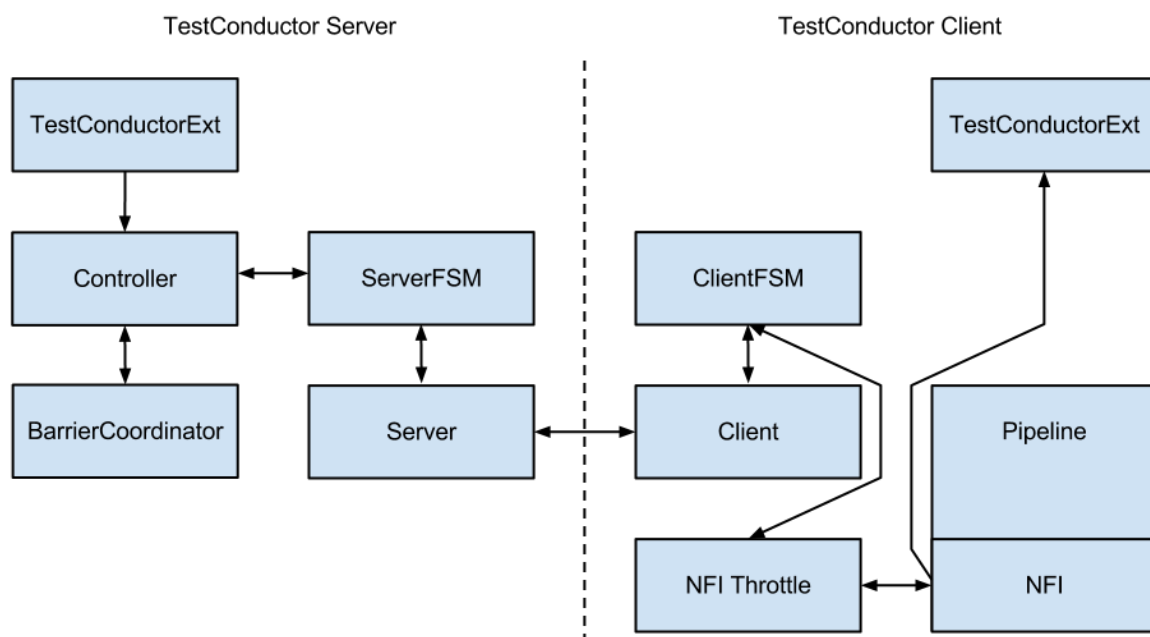 TestConductor Server
TestConductor Client
TestConductorExt
TestConductorExt
Controller
ServerFSM
ClientFSM
BarrierCoordinator
Server
Client
Pipeline
NFI Throttle
NFI